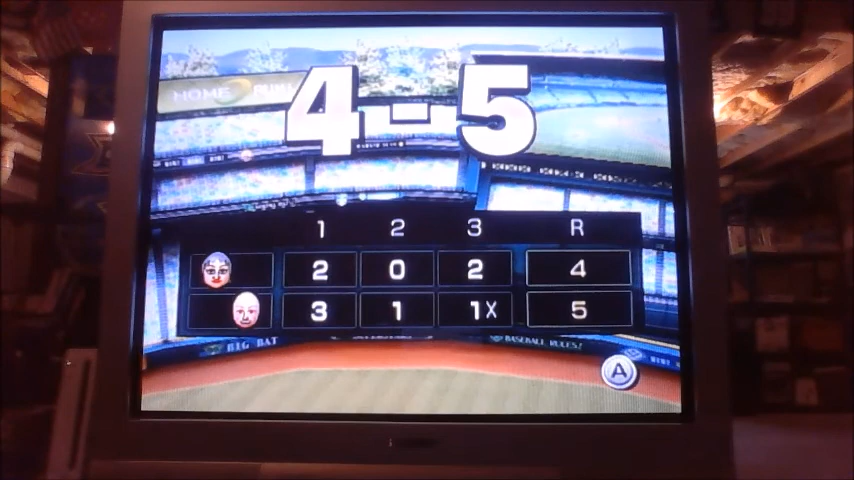 4-5
HOME RUN
1 2 3 R
2 0 2 4
3 1 1X 5
BIG BAT
BASEBALL RULES!
A